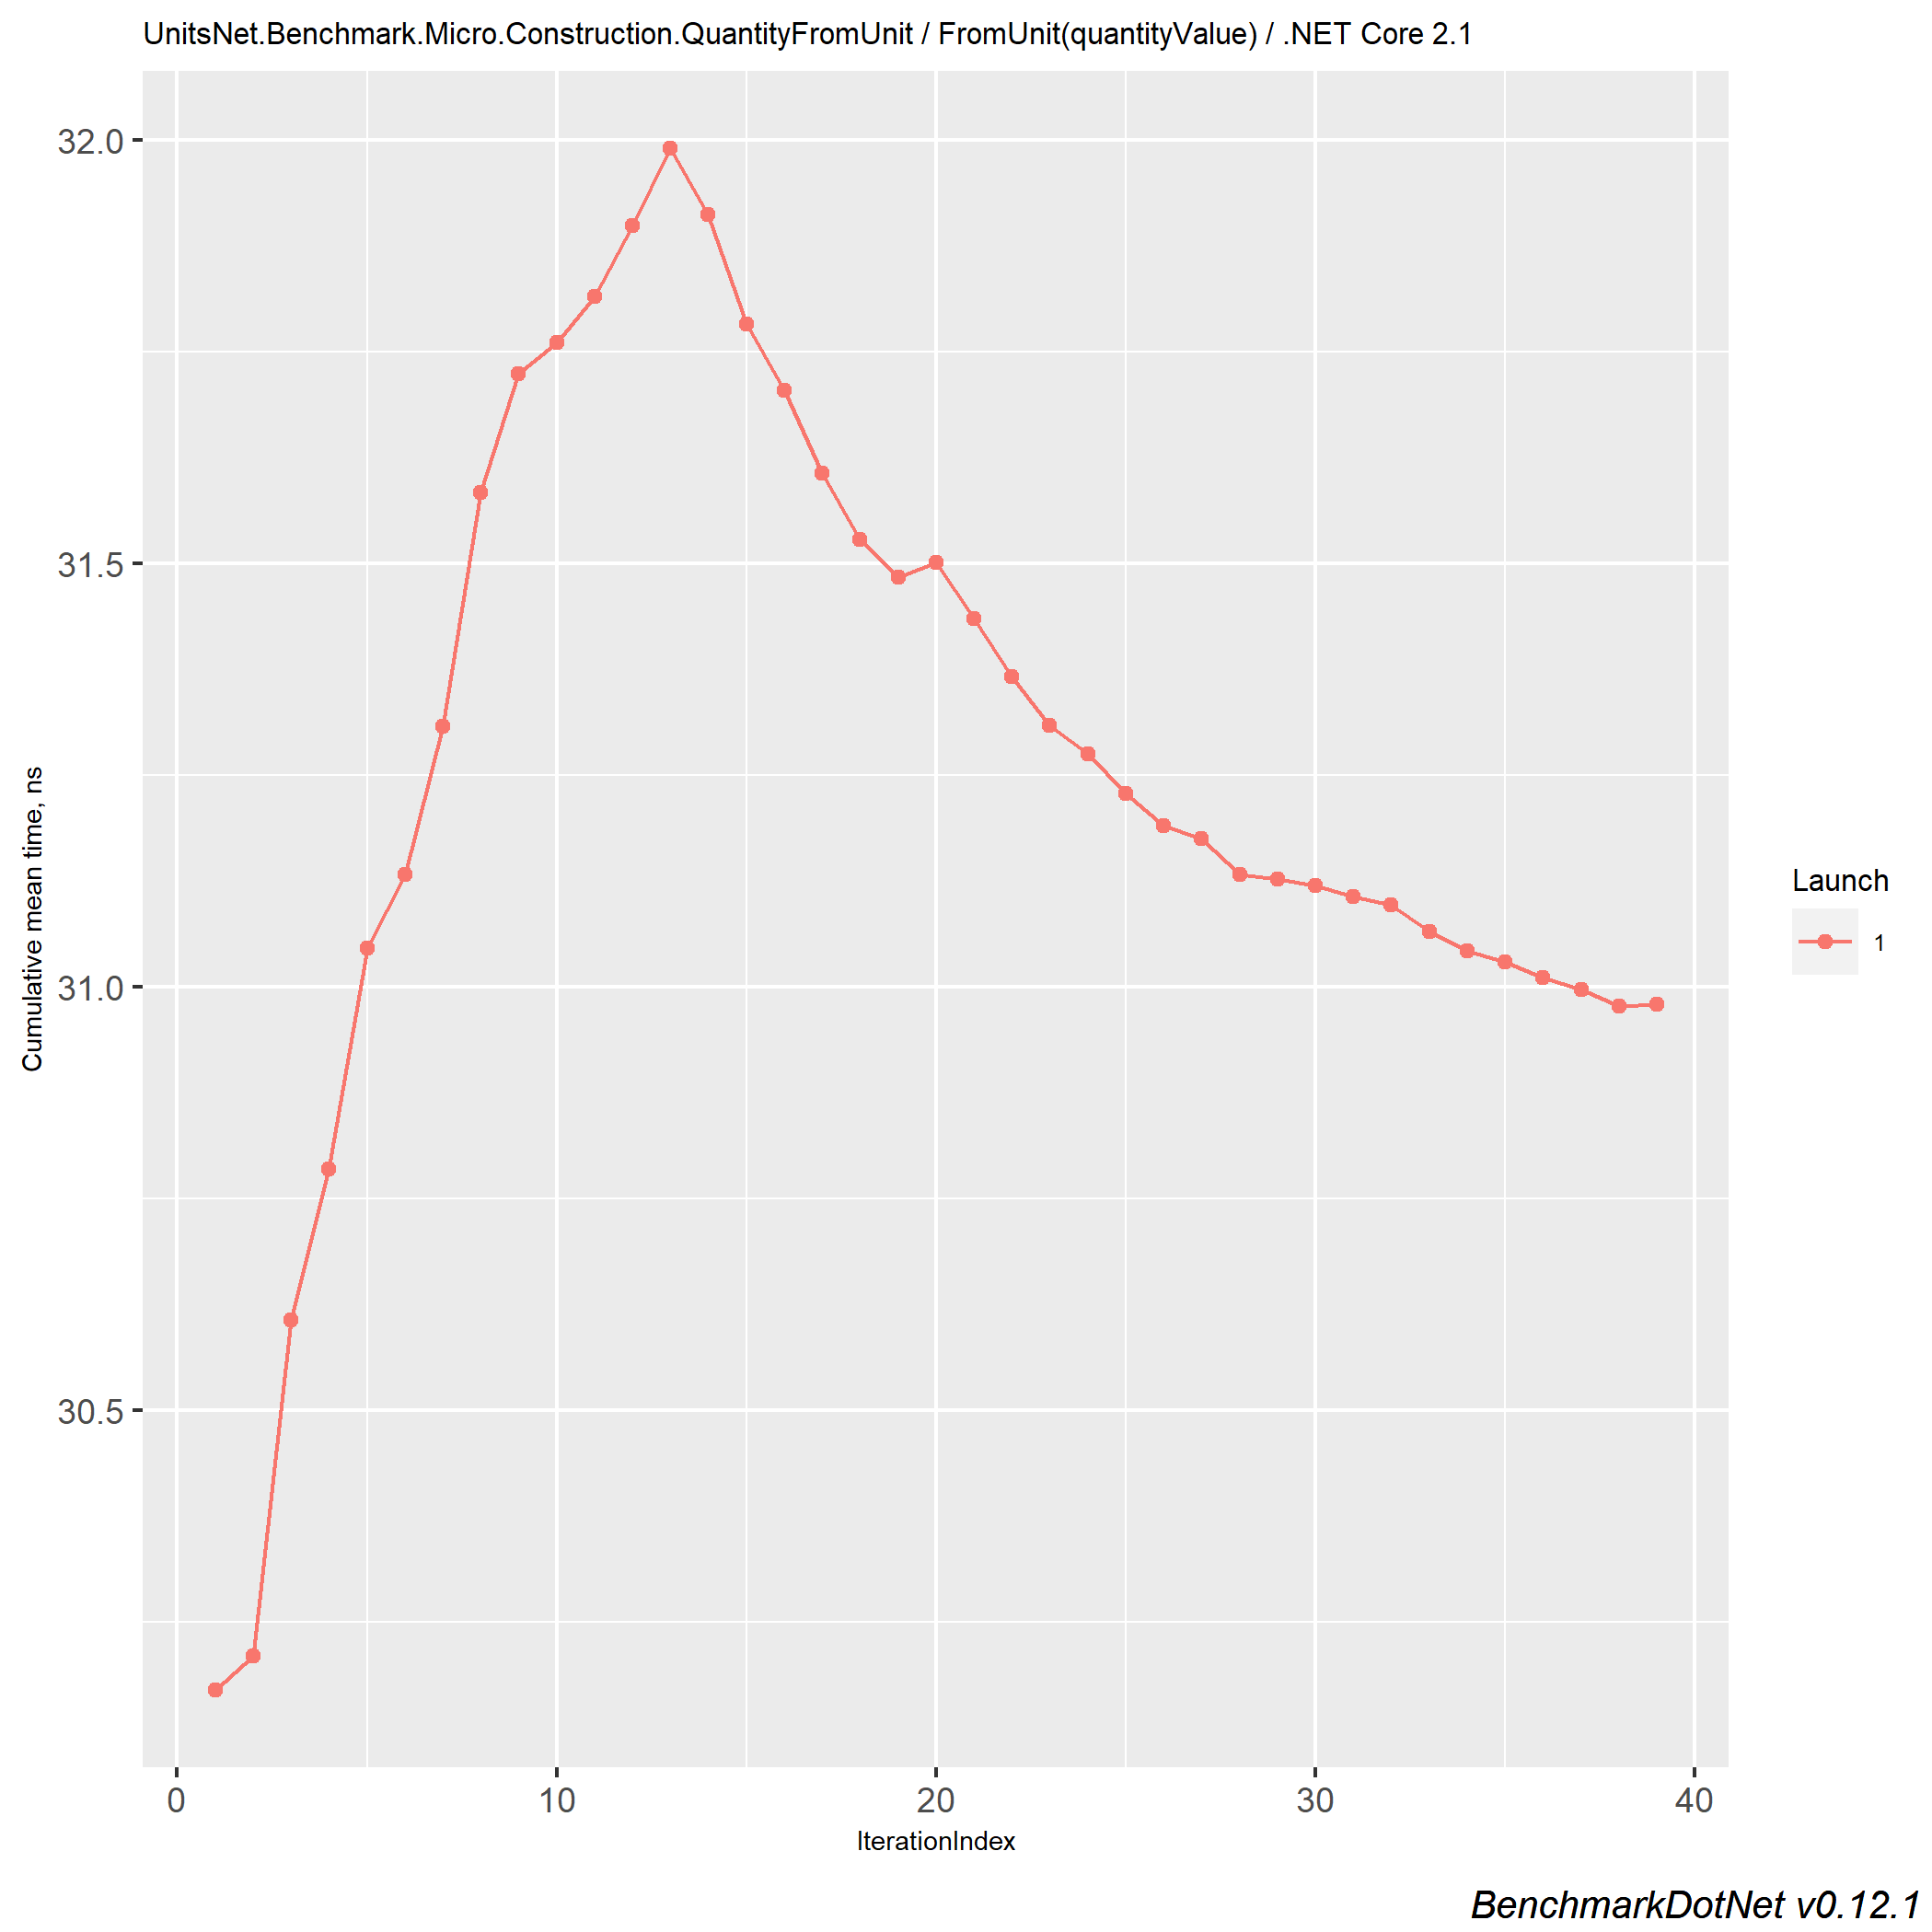 UnitsNet.Benchmark.Micro.Construction.QuantityFromUnit / FromUnit(quantityValue) / .NET Core 2.1
Cumulative mean time, ns
32.0
31.5
31.0
30.5
0 10 20 30 40
IterationIndex
Launch
1
BenchmarkDotNet v0.12.1